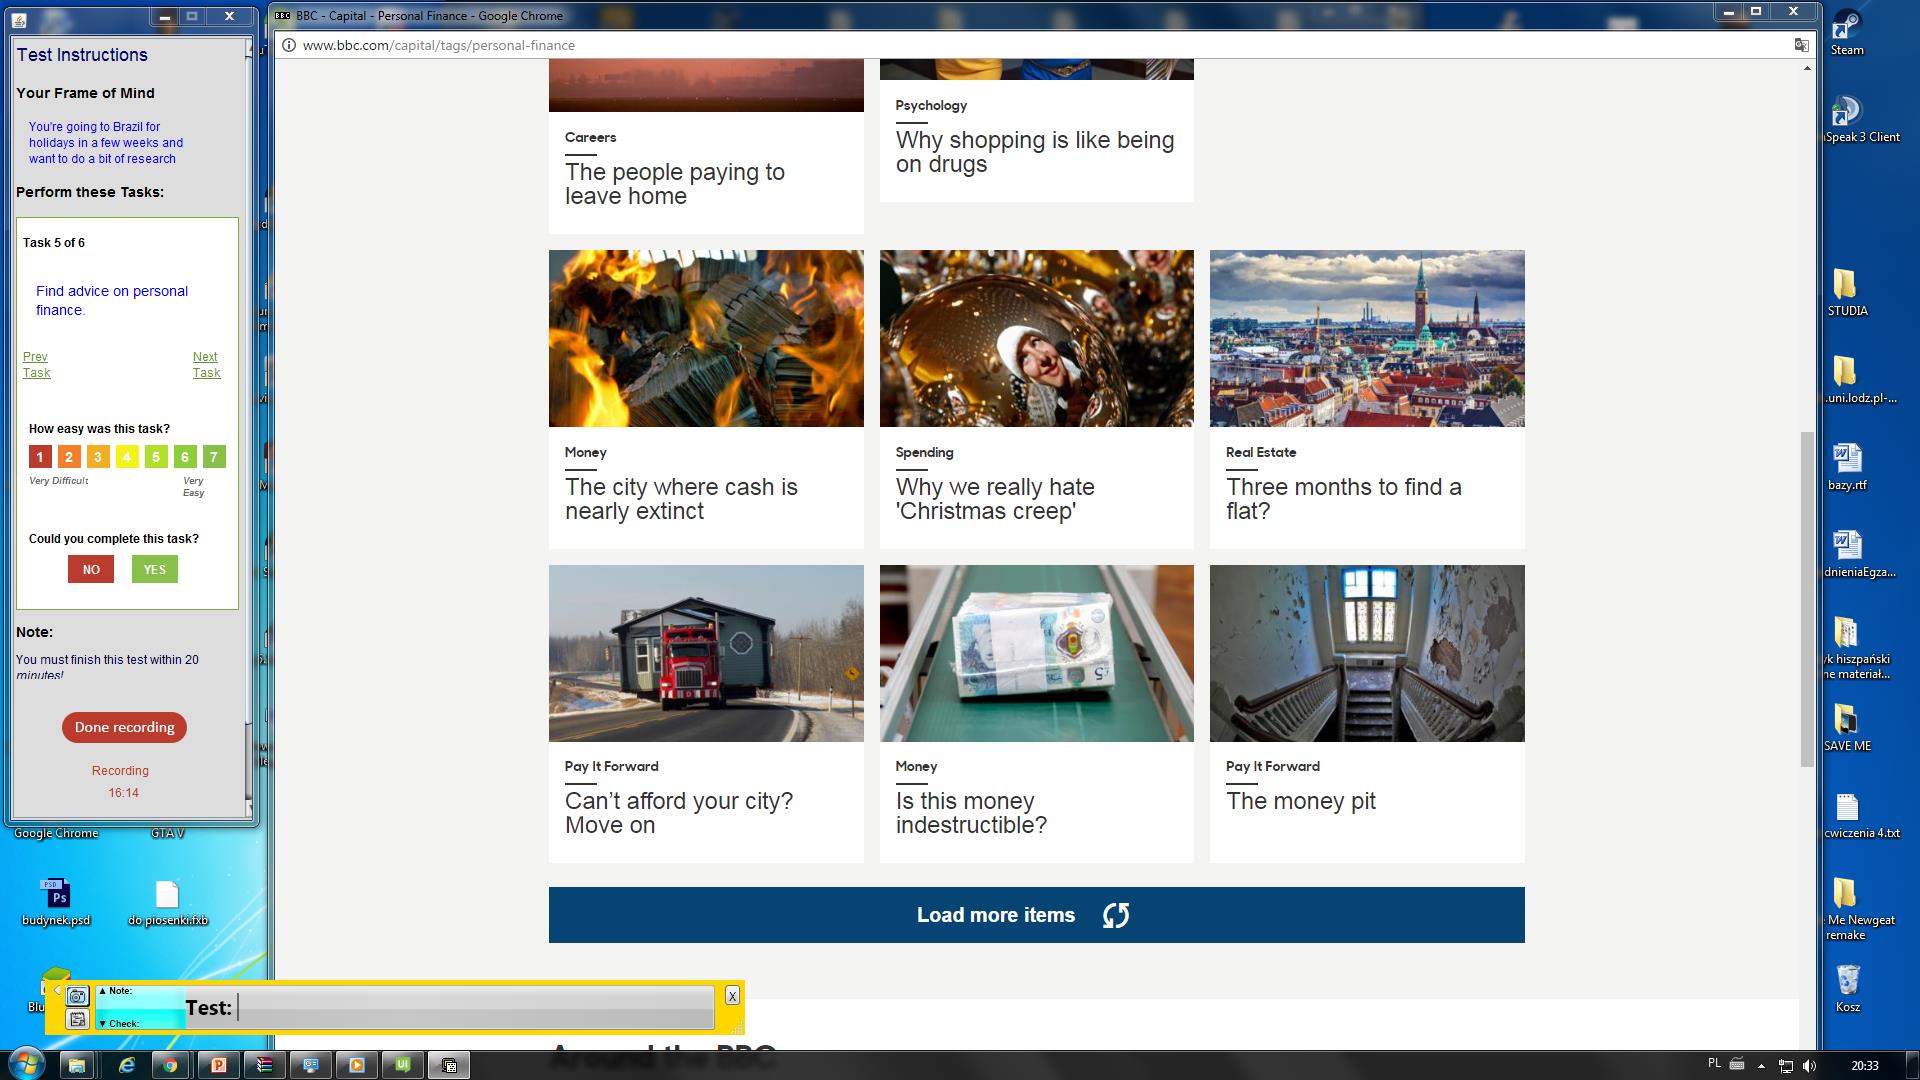 BBC - Capital - Personal Finance - Google Chrome
www.bbc.com/capital/tags/personal-finance
Test Instructions
Your Frame of Mind
You're going to Brazil for
holidays in a few weeks and
want to do a bit of research
Perform these Tasks:
Task 5 of 6
Find advice on personal
finance.
Prev
Task
Next
Task
How easy was this task?
1 2 3 4 5 6 7
Very Difficult
Very
Easy
Could you complete this task?
NO YES
Note:
You must finish this test within 20
minutes!
Done recording
Recording
16:14
Careers
The people paying to
leave home
Psychology
Why shopping is like being
on drugs
Money
The city where cash is
nearly extinct
Spending
Why we really hate
'Christmas creep'
Real Estate
Three months to find a
flat?
Pay It Forward
Can’t afford your city?
Move on
Money
Is this money
indestructible?
Pay It Forward
The money pit
Load more items
Around the BBC
Steam
Speak 3 Client
STUDIA
.uni.lodz.pl-...
bazy.rtf
dnieniaEgza...
yk hiszpański
ne materiał...
SAVE ME
cwiczenia 4.txt
Me Newgeat
remake
Kosz
Google Chrome
GTA V
budynek.psd
do piosenki.fxb
Blu
▲ Note:
Test:
▼ Check:
X
PL
20:33